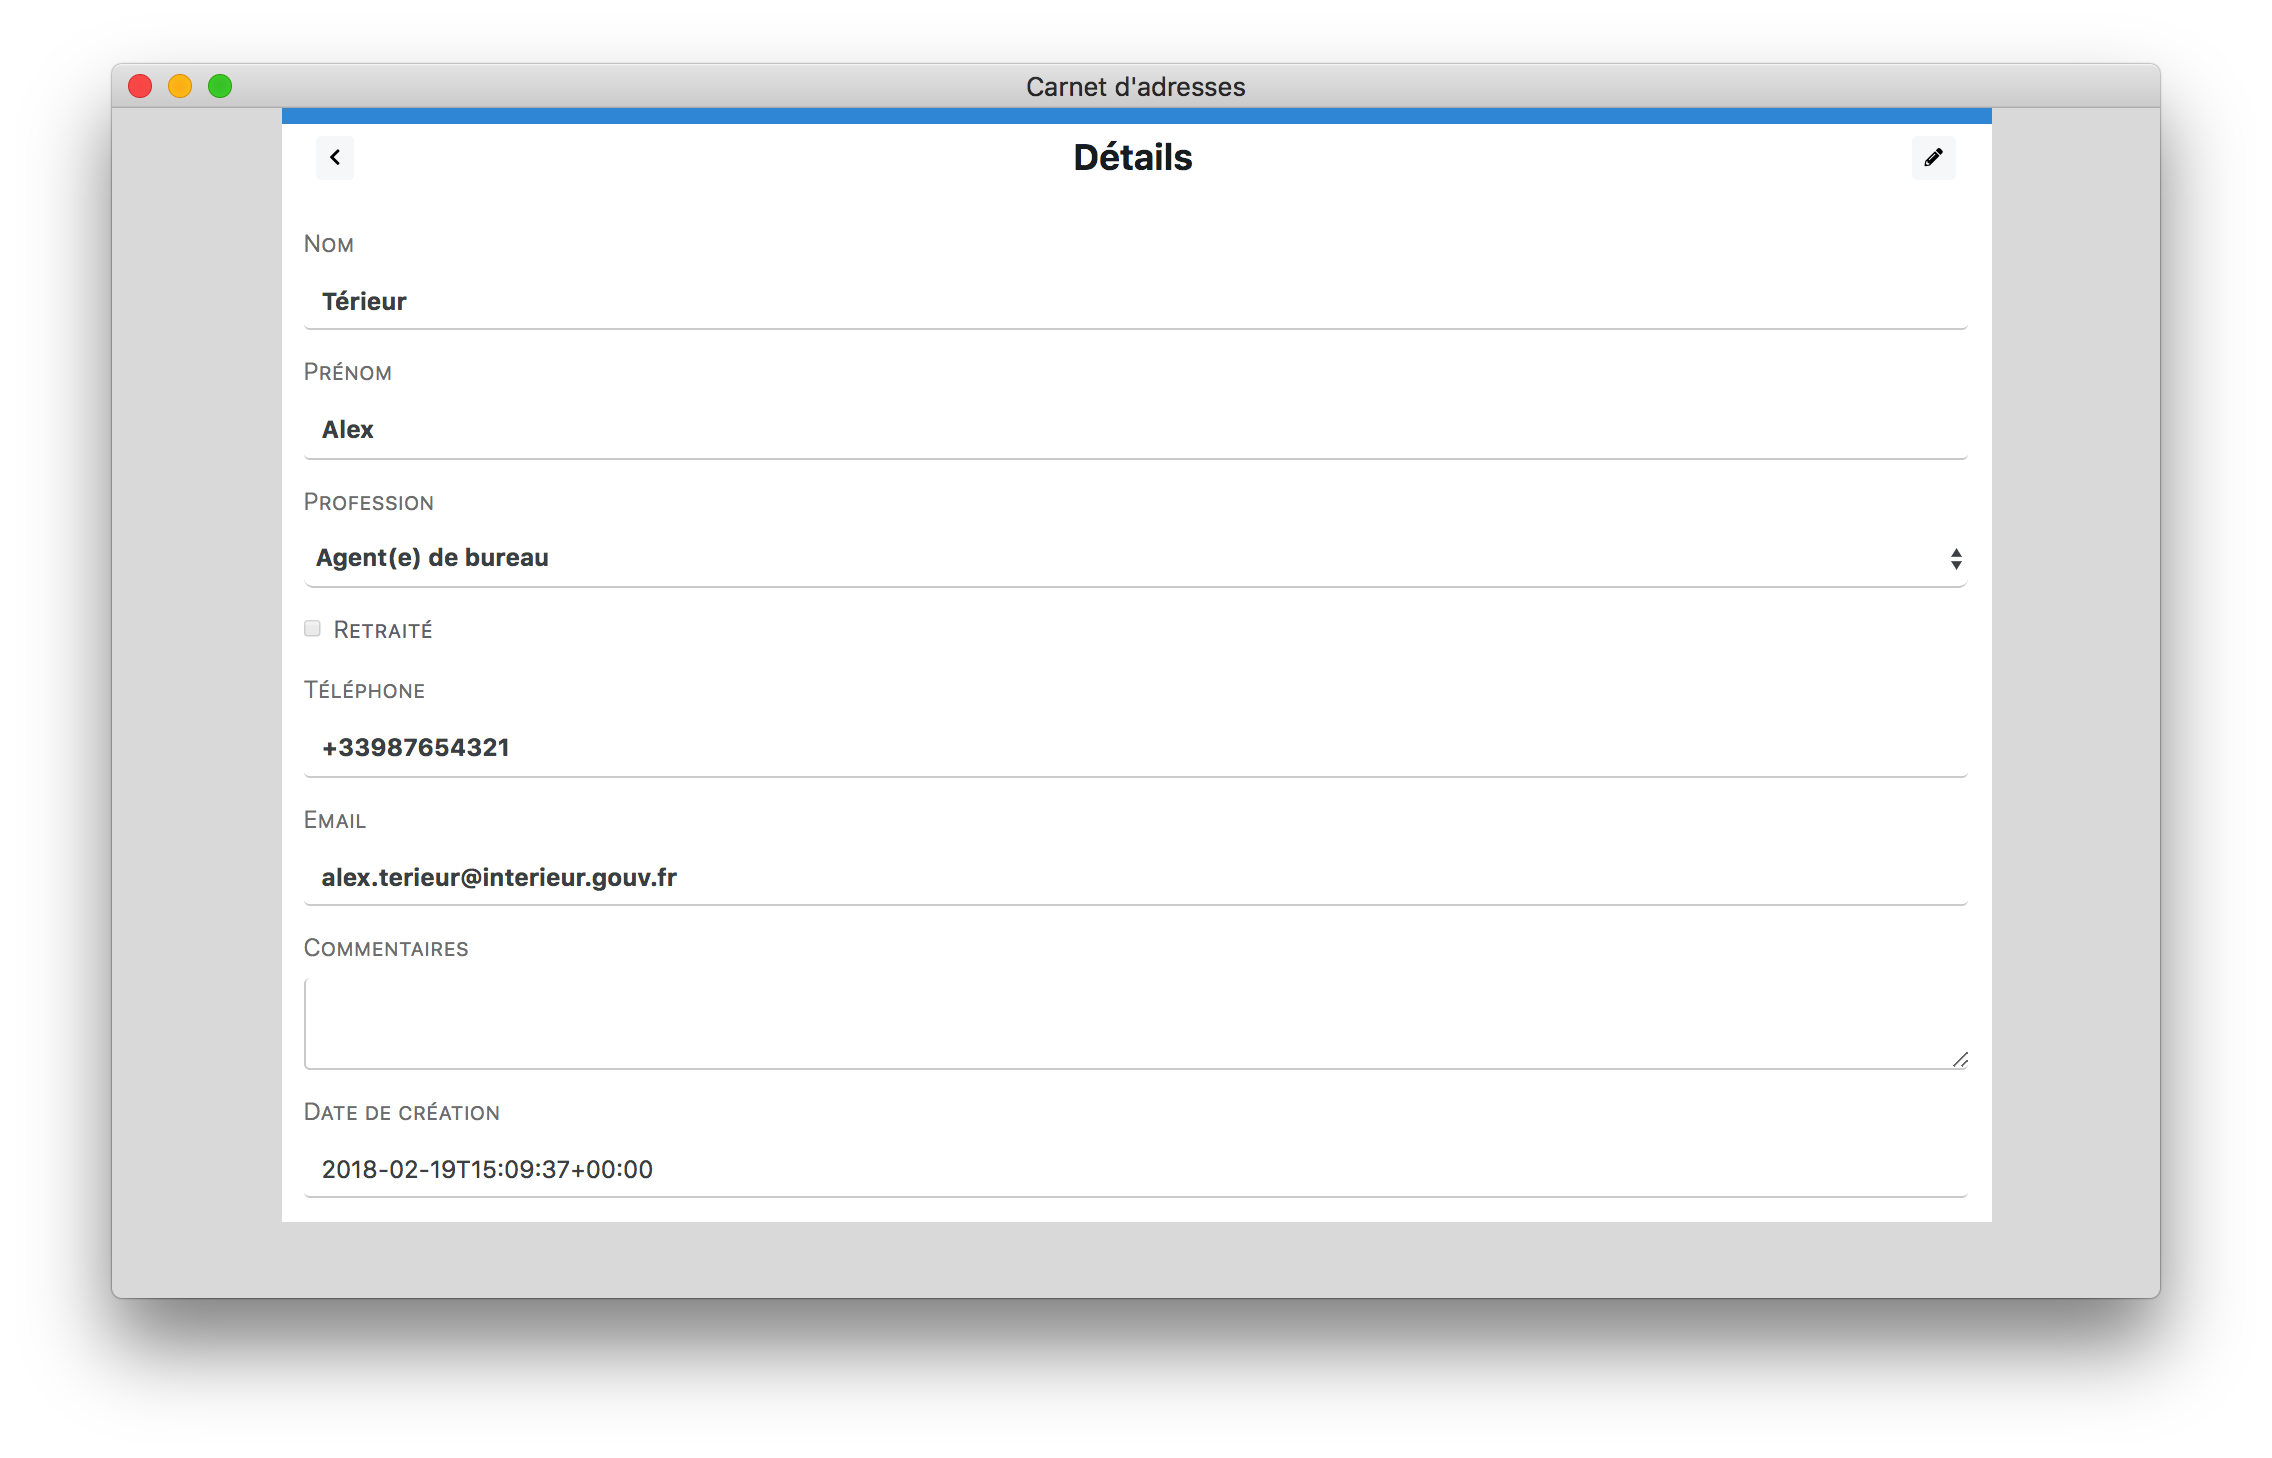 Carnet d'adresses
Détails
Nom
Térieur
Prénom
Alex
Profession
Agent(e) de bureau
Retraité
Téléphone
+33987654321
Email
alex.terieur@interieur.gouv.fr
Commentaires
Date de création
2018-02-19T15:09:37+00:00